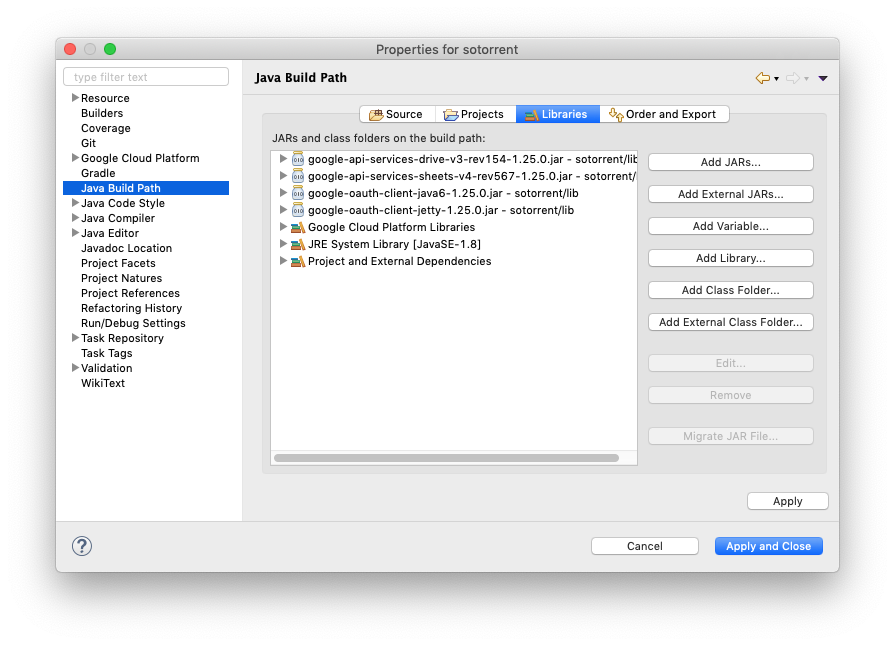 Properties for sotorrent
type filter text
Resource
Builders
Coverage
Git
Google Cloud Platform
Gradle
Java Build Path
Java Code Style
Java Compiler
Java Editor
Javadoc Location
Project Facets
Project Natures
Project References
Refactoring History
Run/Debug Settings
Task Repository
Task Tags
Validation
WikiText
Java Build Path
Source Projects Libraries Order and Export
JARs and class folders on the build path:
google-api-services-drive-v3-rev154-1.25.0.jar - sotorrent/lib
google-api-services-sheets-v4-rev567-1.25.0.jar - sotorrent/
google-oauth-client-java6-1.25.0.jar - sotorrent/lib
google-oauth-client-jetty-1.25.0.jar - sotorrent/lib
Google Cloud Platform Libraries
JRE System Library [JavaSE-1.8]
Project and External Dependencies
Add JARs...
Add External JARs...
Add Variable...
Add Library...
Add Class Folder...
Add External Class Folder...
Edit...
Remove
Migrate JAR File...
Apply
?
Cancel
Apply and Close